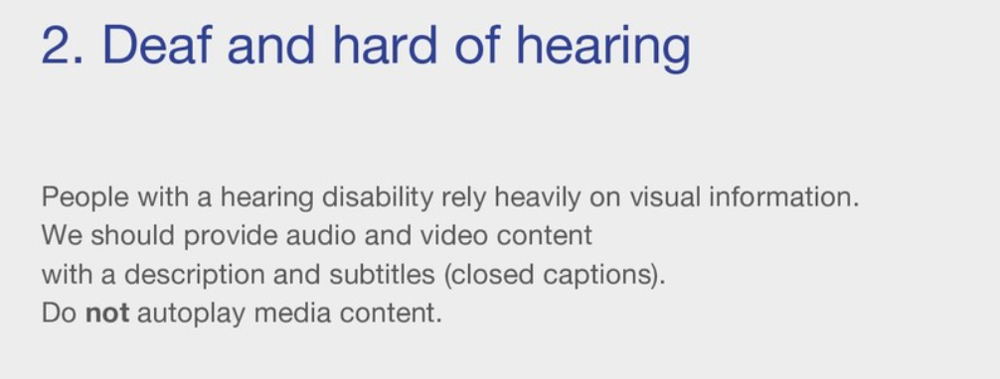 2. Deaf and hard of hearing
People with a hearing disability rely heavily on visual information.
We should provide audio and video content
with a description and subtitles (closed captions).
Do not autoplay media content.